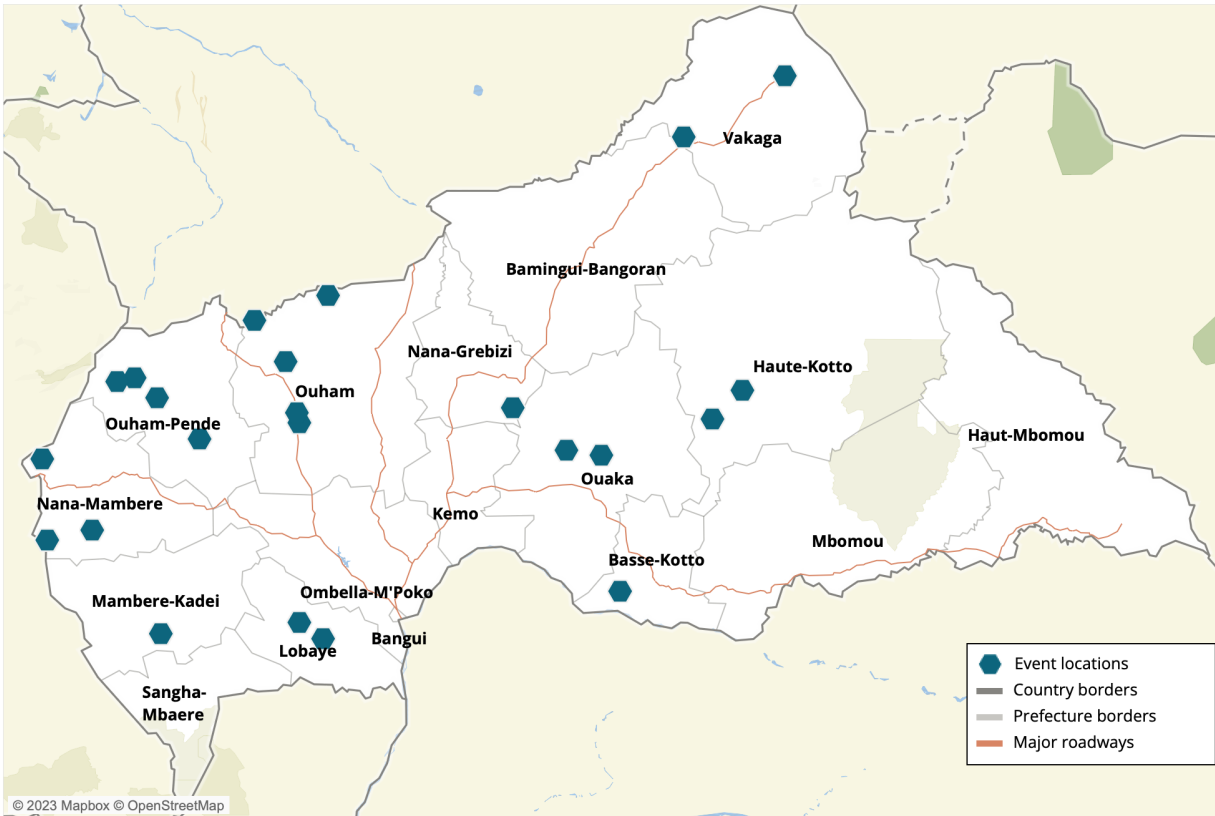 Vakaga
Bamingui-Bangoran
Nana-Grebizi
Haute-Kotto
Ouham
Ouham-Pende
Haut-Mbomou
Ouaka
Nana-Mambere
Kemo
Mbomou
Basse-Kotto
Ombella-M'Poko
Mambere-Kadei
Bangui
Lobaye
Sangha-
Mbaere
Event locations
Country borders
Prefecture borders
Major roadways
© 2023 Mapbox © OpenStreetMap